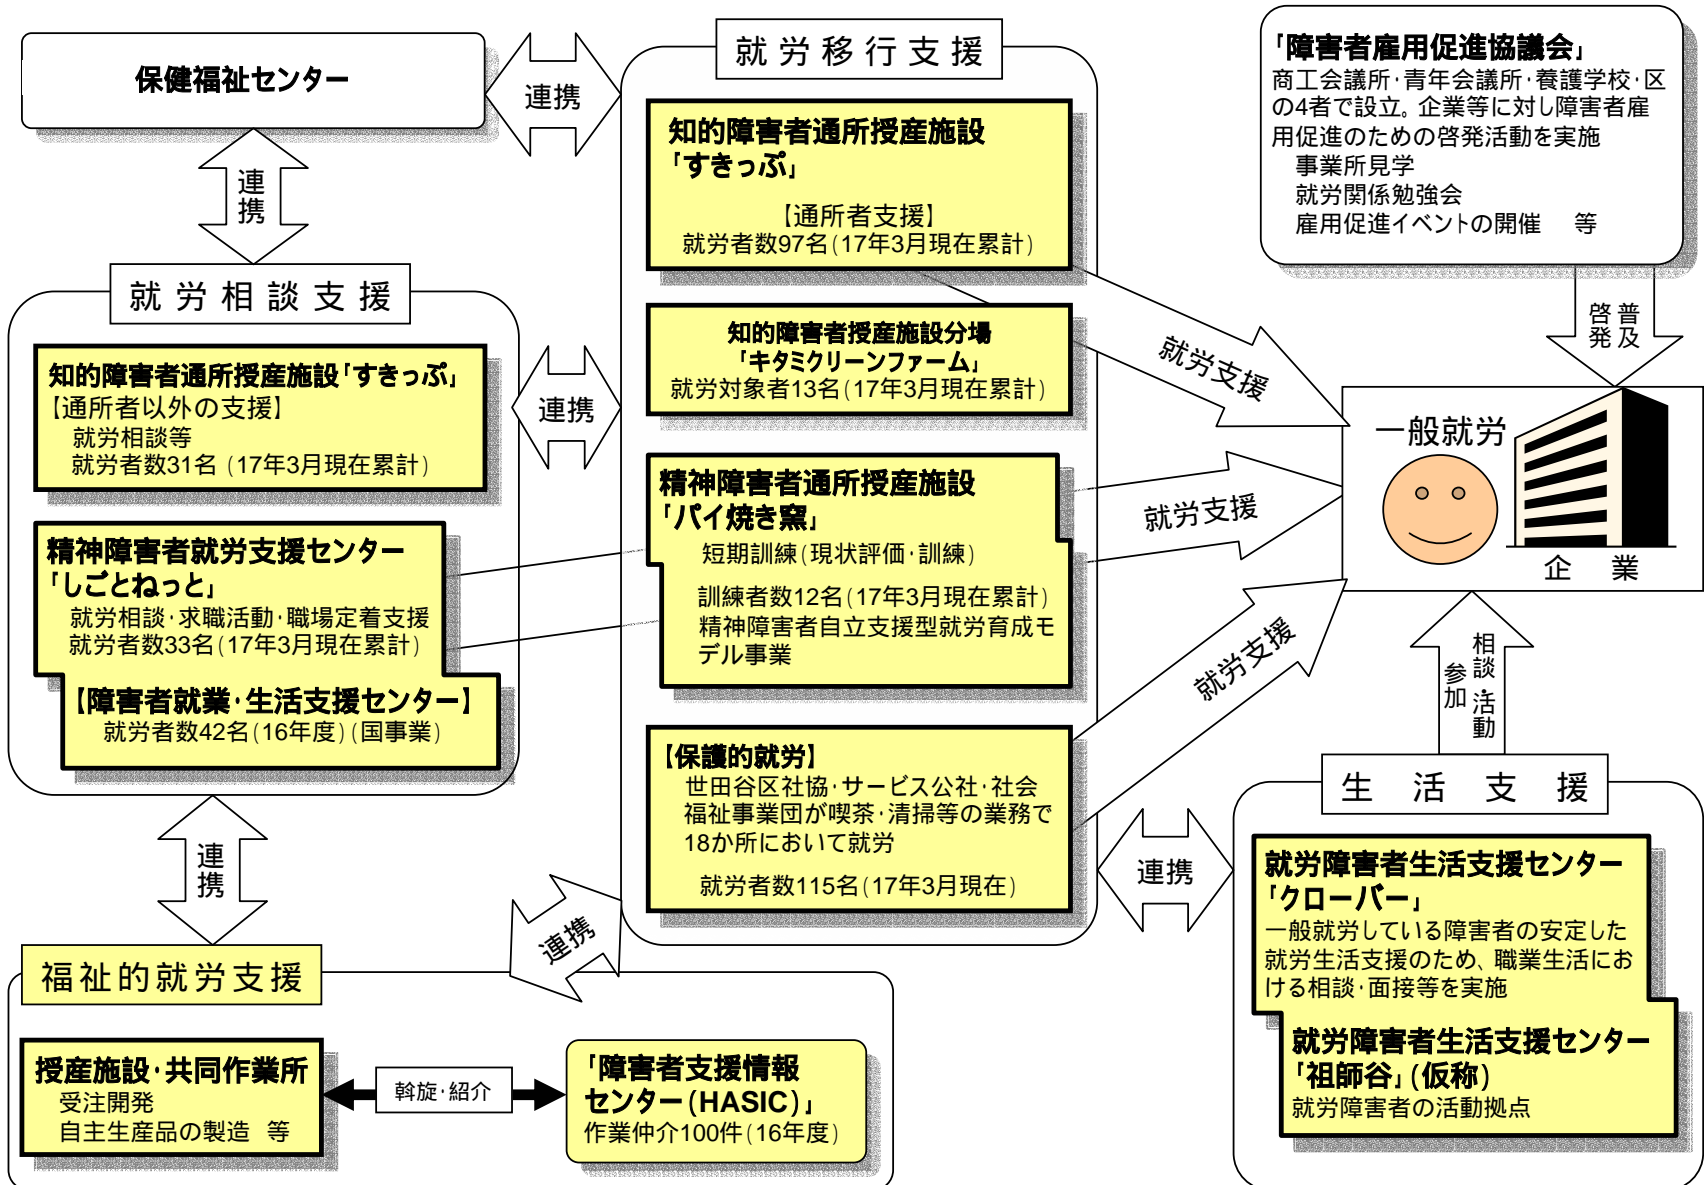 保健福祉センター
連携
連携
就労移行支援
知的障害者通所授産施設
「すきっぷ」
【通所者支援】
就労者数97名(17年3月現在累計)
知的障害者授産施設分場
「キタミクリーンファーム」
就労対象者13名(17年3月現在累計)
精神障害者通所授産施設
「パイ焼き窯」
短期訓練(現状評価・訓練)
訓練者数12名(17年3月現在累計)
精神障害者自立支援型就労育成モ
デル事業
【保護的就労】
世田谷区社協・サービス公社・社会
福祉事業団が喫茶・清掃等の業務で
18か所において就労
就労者数115名(17年3月現在)
「障害者雇用促進協議会」
商工会議所・青年会議所・養護学校・区
の4者で設立。企業等に対し障害者雇
用促進のための啓発活動を実施
事業所見学
就労関係勉強会
雇用促進イベントの開催 等
普及
啓発
就労相談支援
知的障害者通所授産施設「すきっぷ」
【通所者以外の支援】
就労相談等
就労者数31名 (17年3月現在累計)
精神障害者就労支援センター
「しごとねっと」
就労相談・求職活動・職場定着支援
就労者数33名(17年3月現在累計)
【障害者就業・生活支援センター】
就労者数42名(16年度)(国事業)
連携
就労支援
就労支援
就労支援
一般就労
企 業
相談・活動
参加
連携
連携
連携
生活支援
就労障害者生活支援センター
「クローバー」
一般就労している障害者の安定した
就労生活支援のため、職業生活にお
ける相談・面接等を実施
就労障害者生活支援センター
「祖師谷」(仮称)
就労障害者の活動拠点
福祉的就労支援
授産施設・共同作業所
受注開発
自主生産品の製造 等
斡旋・紹介
「障害者支援情報
センター(HASIC)」
作業仲介100件(16年度)